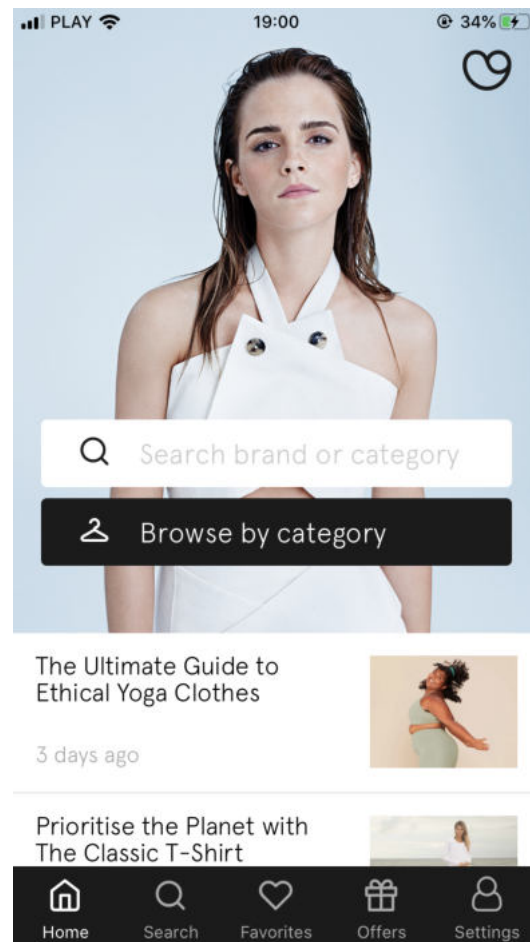 PLAY 19:00 34%
Search brand or category
Browse by category
The Ultimate Guide to
Ethical Yoga Clothes
3 days ago
Prioritise the Planet with
The Classic T-Shirt
Home Search Favorites Offers Settings